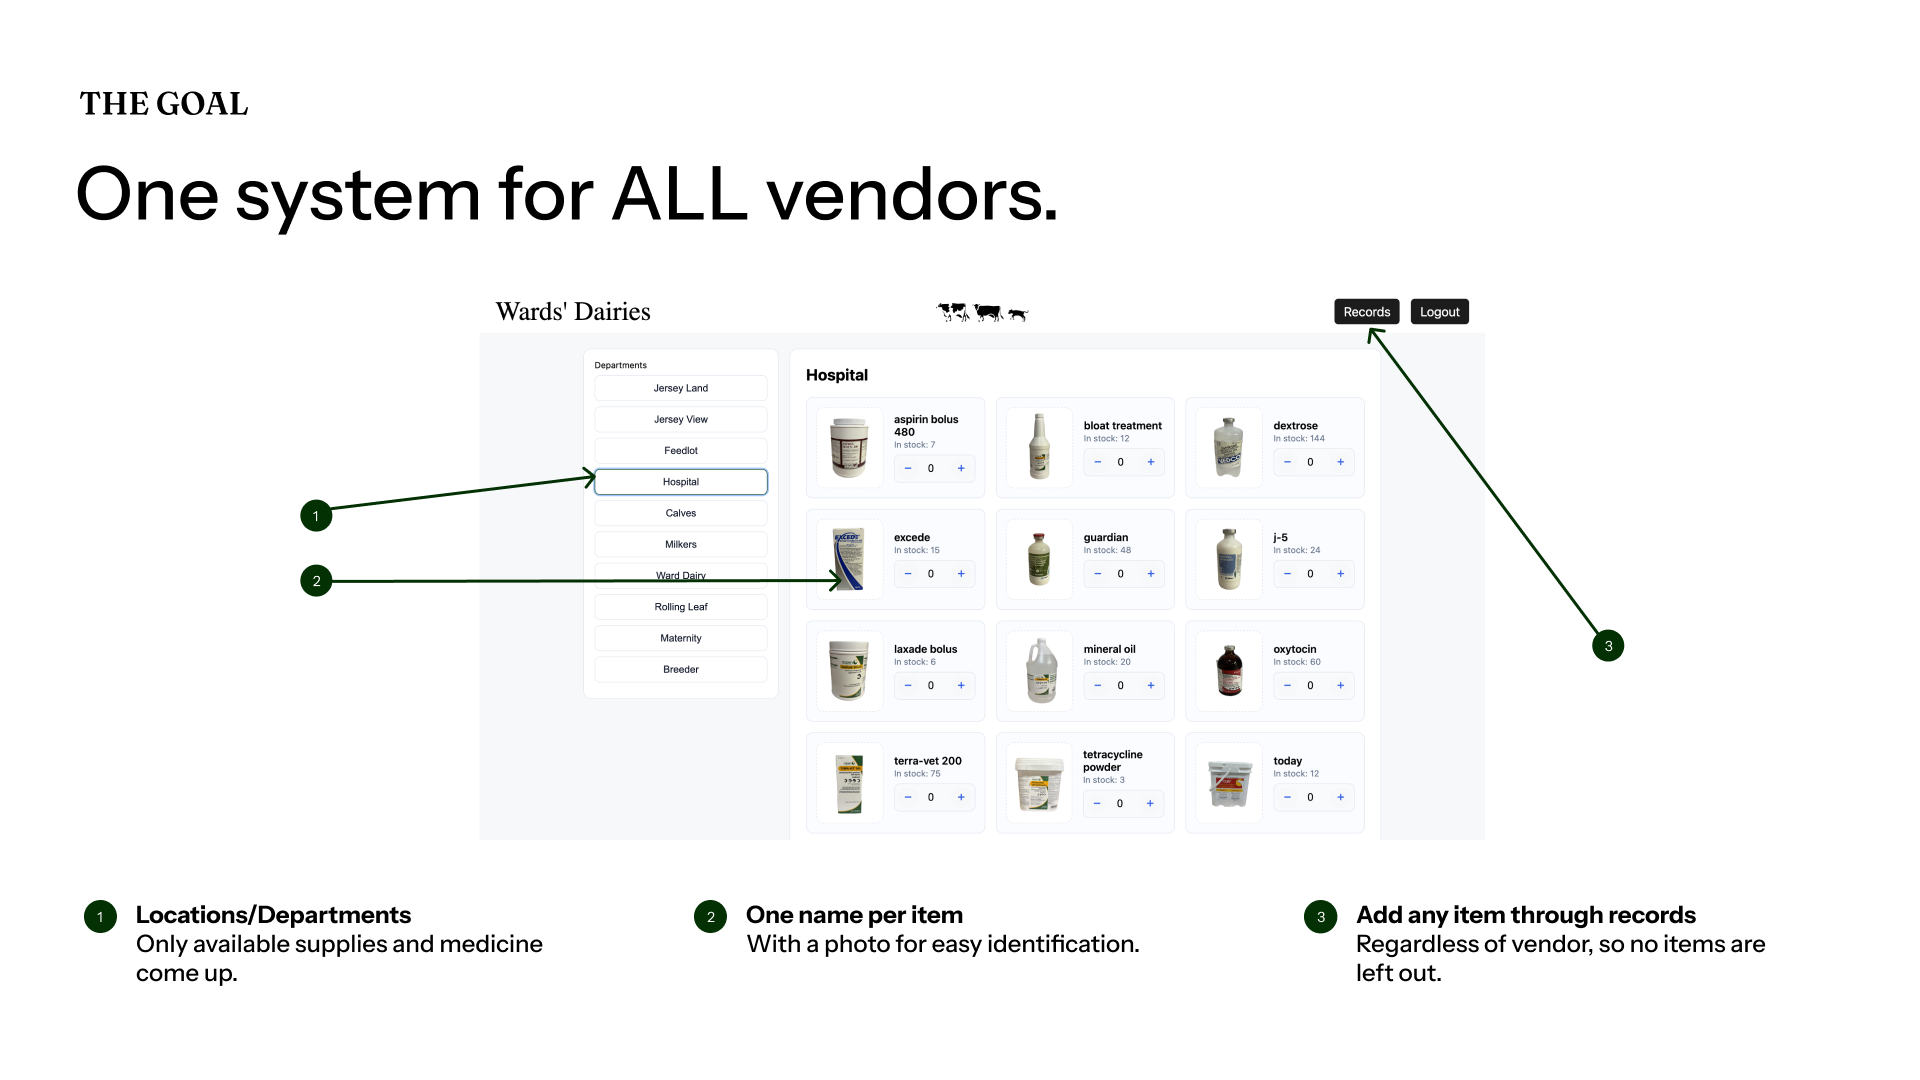 THE GOAL
One system for ALL vendors.
Wards' Dairies
Records
Logout
Departments
Jersey Land
Jersey View
Feedlot
Hospital
Calves
Milkers
Ward Dairy
Rolling Leaf
Maternity
Breeder
Hospital
aspirin bolus
480
In stock: 7
− 0 +
bloat treatment
In stock: 12
− 0 +
dextrose
In stock: 144
− 0 +
excede
In stock: 15
− 0 +
guardian
In stock: 48
− 0 +
j-5
In stock: 24
− 0 +
laxade bolus
In stock: 6
− 0 +
mineral oil
In stock: 20
− 0 +
oxytocin
In stock: 60
− 0 +
terra-vet 200
In stock: 75
− 0 +
tetracycline
powder
In stock: 3
− 0 +
today
In stock: 12
− 0 +
EXCEDE
1
2
3
1
Locations/Departments
Only available supplies and medicine
come up.
2
One name per item
With a photo for easy identification.
3
Add any item through records
Regardless of vendor, so no items are
left out.